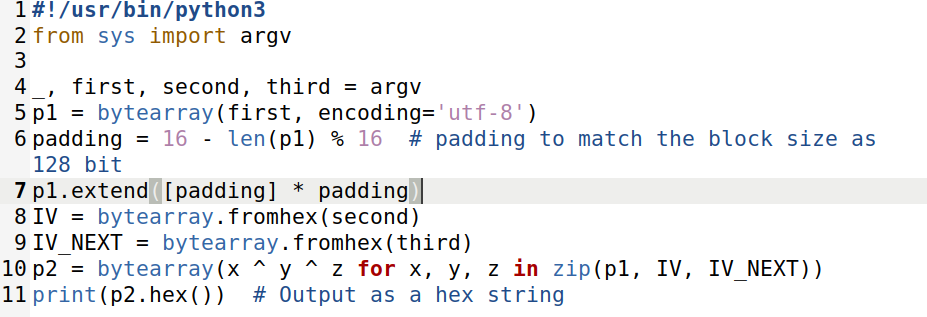 1 #!/usr/bin/python3
2 from sys import argv
3
4 _, first, second, third = argv
5 p1 = bytearray(first, encoding='utf-8')
6 padding = 16 - len(p1) % 16  # padding to match the block size as
128 bit
7 p1.extend([padding] * padding)
8 IV = bytearray.fromhex(second)
9 IV_NEXT = bytearray.fromhex(third)
10 p2 = bytearray(x ^ y ^ z for x, y, z in zip(p1, IV, IV_NEXT))
11 print(p2.hex())  # Output as a hex string